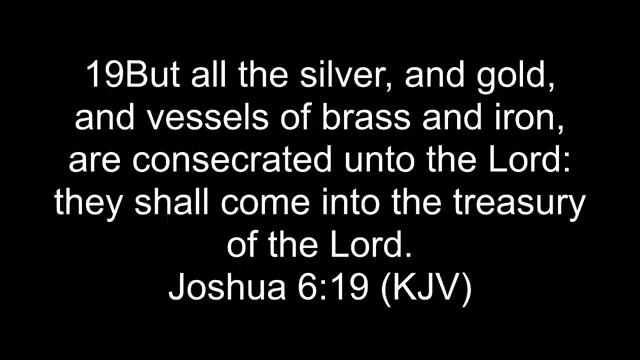 19But all the silver, and gold,
and vessels of brass and iron,
are consecrated unto the Lord:
they shall come into the treasury
of the Lord.
Joshua 6:19 (KJV)